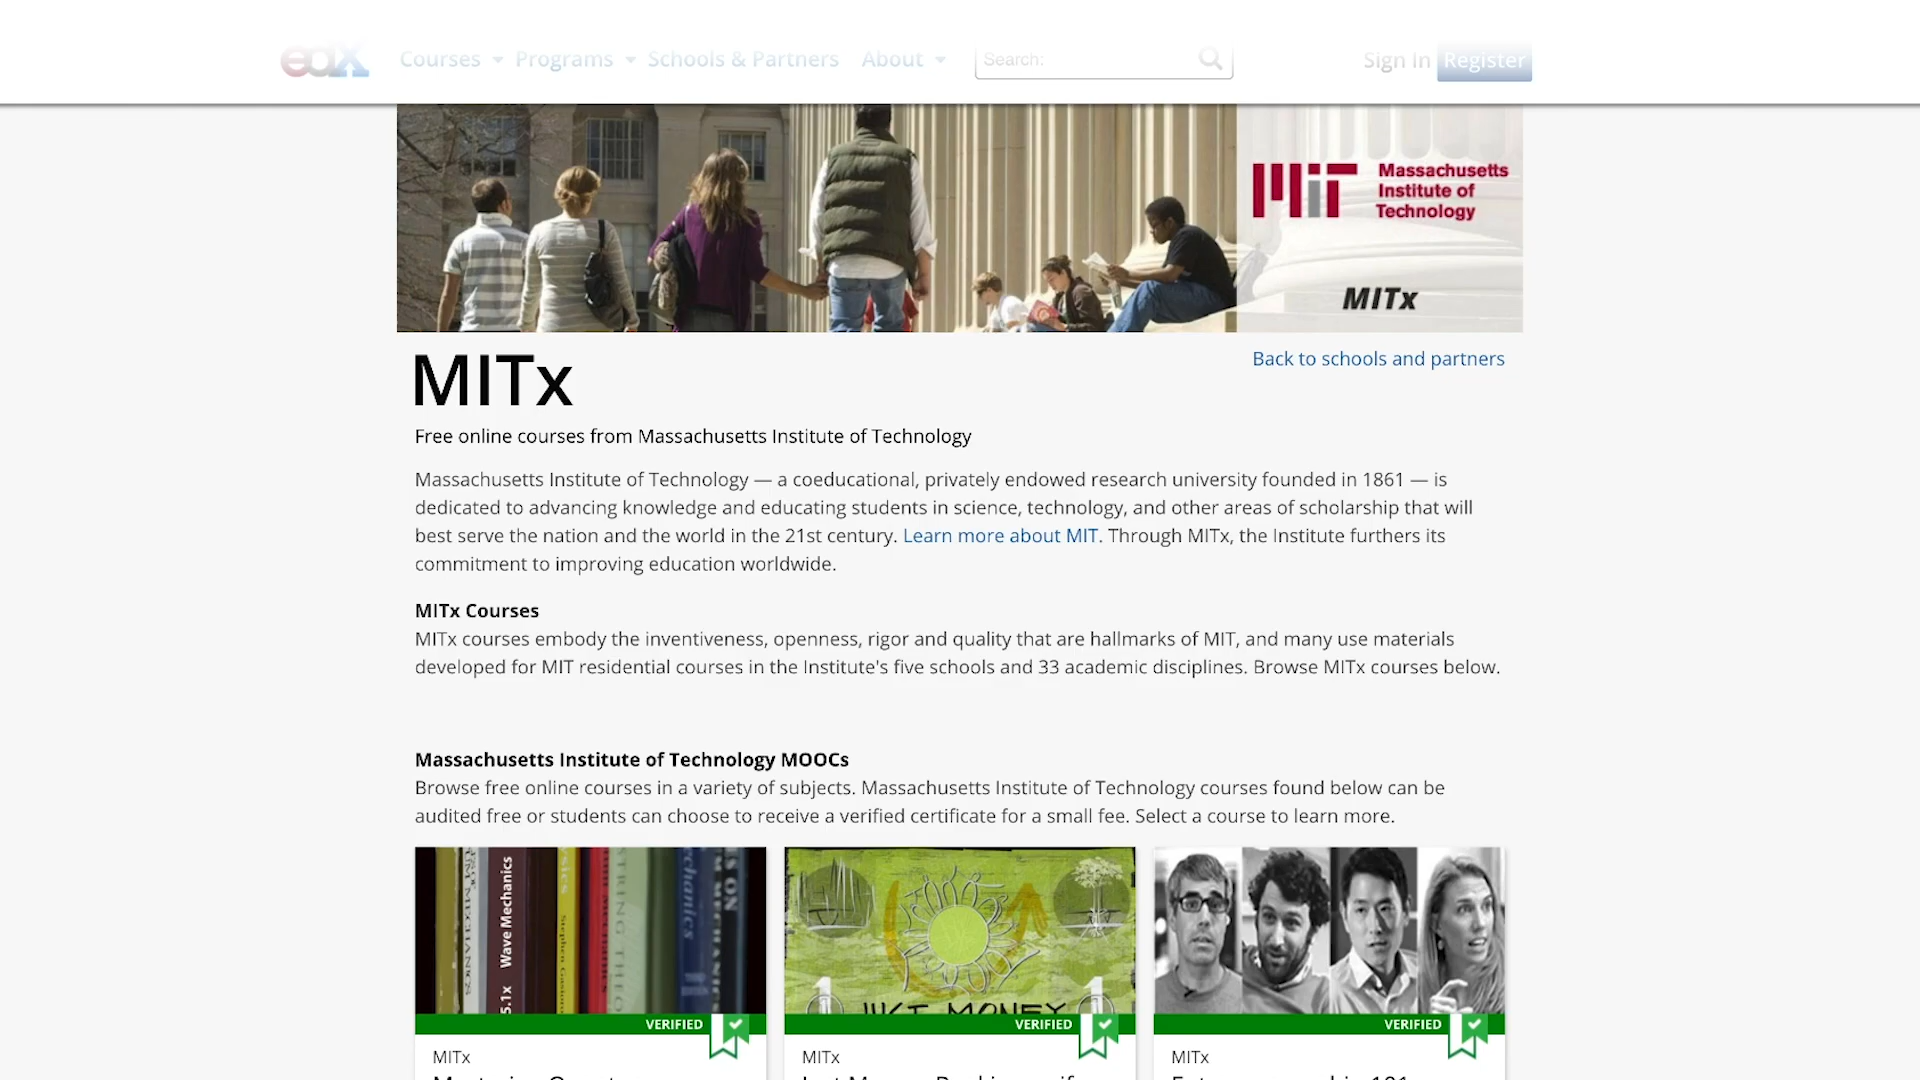 edX Courses Programs Schools & Partners About Search: Sign In Register
MIT Massachusetts
Institute of
Technology
MITx
MITx
Back to schools and partners
Free online courses from Massachusetts Institute of Technology
Massachusetts Institute of Technology — a coeducational, privately endowed research university founded in 1861 — is
dedicated to advancing knowledge and educating students in science, technology, and other areas of scholarship that will
best serve the nation and the world in the 21st century. Learn more about MIT. Through MITx, the Institute furthers its
commitment to improving education worldwide.
MITx Courses
MITx courses embody the inventiveness, openness, rigor and quality that are hallmarks of MIT, and many use materials
developed for MIT residential courses in the Institute's five schools and 33 academic disciplines. Browse MITx courses below.
Massachusetts Institute of Technology MOOCs
Browse free online courses in a variety of subjects. Massachusetts Institute of Technology courses found below can be
audited free or students can choose to receive a verified certificate for a small fee. Select a course to learn more.
Wave Mechanics
JUST MONEY
VERIFIED
VERIFIED
VERIFIED
MITx
MITx
MITx